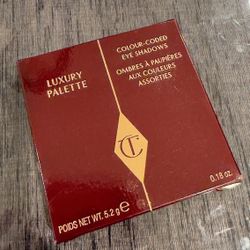 LUXURY
PALETTE
COLOUR-CODED
EYE SHADOWS
OMBRES À PAUPIÈRES
AUX COULEURS
ASSORTIES
CT
POIDS NET WT. 5.2 g ℮
0.18 oz.